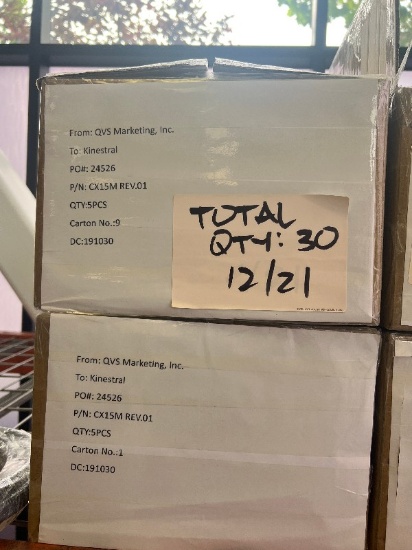 From: QVS Marketing, Inc.
To: Kinestral
PO#: 24526
P/N: CX15M REV.01
QTY:5PCS
Carton No.:9
DC:191030
TOTAL
QTY: 30
12/21
From: QVS Marketing, Inc.
To: Kinestral
PO#: 24526
P/N: CX15M REV.01
QTY:5PCS
Carton No.:1
DC:191030